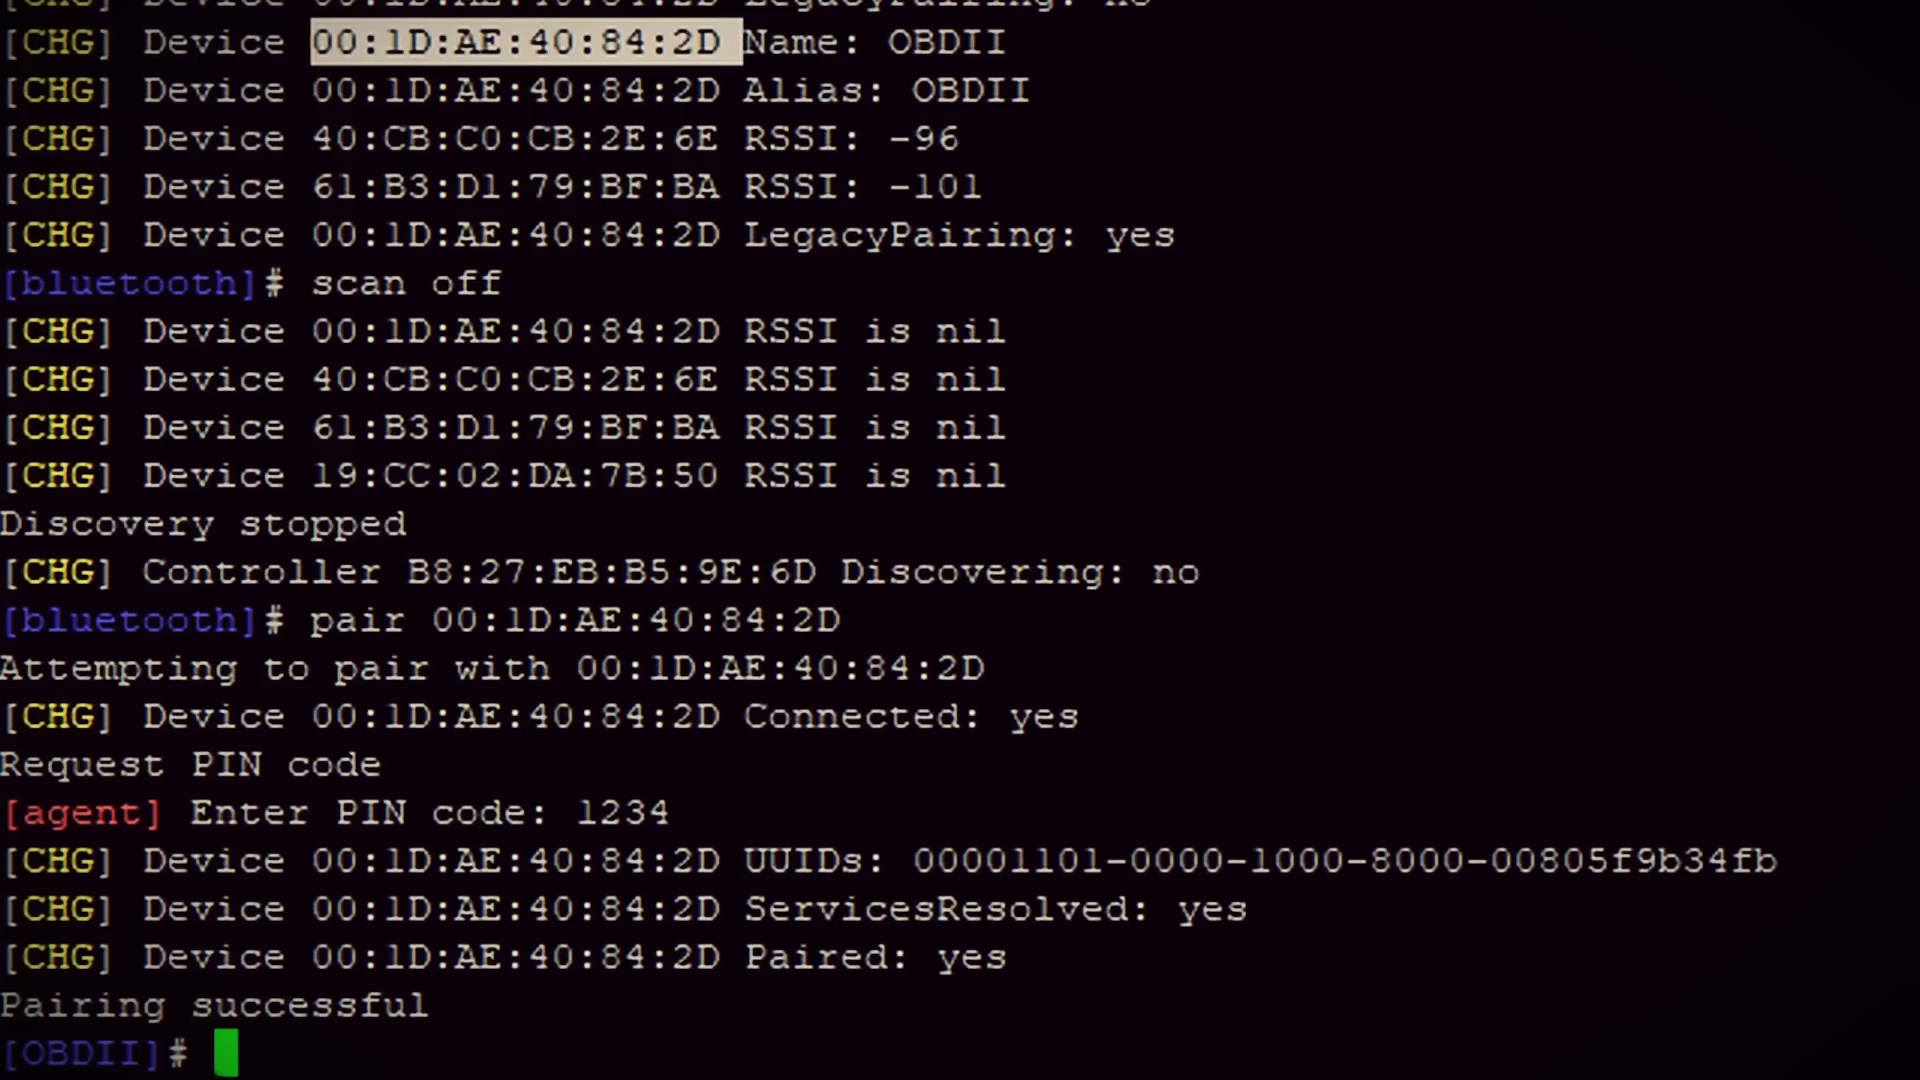 [CHG] Device 00:1D:AE:40:84:2D LegacyPairing: no
[CHG] Device 00:1D:AE:40:84:2D Name: OBDII
[CHG] Device 00:1D:AE:40:84:2D Alias: OBDII
[CHG] Device 40:CB:C0:CB:2E:6E RSSI: -96
[CHG] Device 61:B3:D1:79:BF:BA RSSI: -101
[CHG] Device 00:1D:AE:40:84:2D LegacyPairing: yes
[bluetooth]# scan off
[CHG] Device 00:1D:AE:40:84:2D RSSI is nil
[CHG] Device 40:CB:C0:CB:2E:6E RSSI is nil
[CHG] Device 61:B3:D1:79:BF:BA RSSI is nil
[CHG] Device 19:CC:02:DA:7B:50 RSSI is nil
Discovery stopped
[CHG] Controller B8:27:EB:B5:9E:6D Discovering: no
[bluetooth]# pair 00:1D:AE:40:84:2D
Attempting to pair with 00:1D:AE:40:84:2D
[CHG] Device 00:1D:AE:40:84:2D Connected: yes
Request PIN code
[agent] Enter PIN code: 1234
[CHG] Device 00:1D:AE:40:84:2D UUIDs: 00001101-0000-1000-8000-00805f9b34fb
[CHG] Device 00:1D:AE:40:84:2D ServicesResolved: yes
[CHG] Device 00:1D:AE:40:84:2D Paired: yes
Pairing successful
[OBDII]#